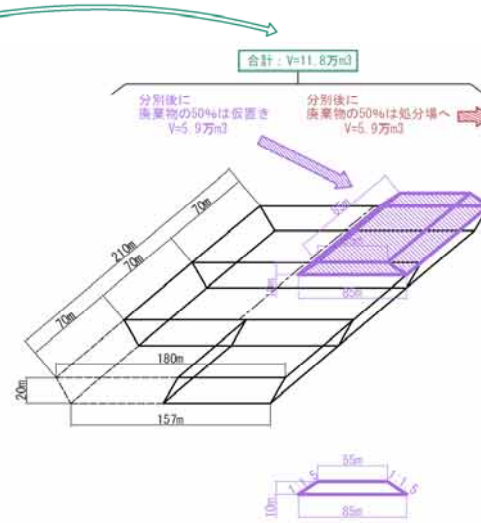 合計：V=11.8万m3
分別後に
廃棄物の50%は仮置き
V=5.9万m3
分別後に
廃棄物の50%は処分場へ
V=5.9万m3
70m
210m
70m
70m
85m
85m
180m
20m
157m
55m
1:1.5
1:1.5
10m
85m